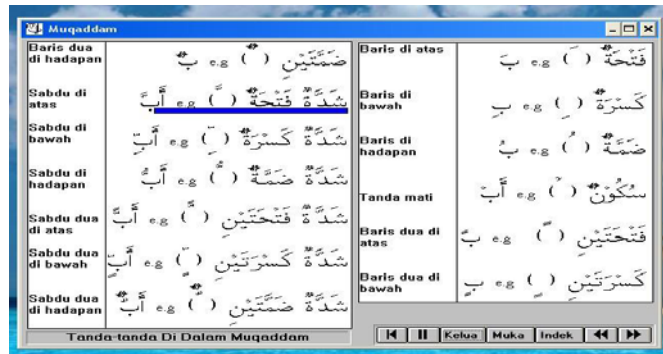 Muqaddam
Baris di atas
فَتْحَةٌ ( َ ) e.g بَ
Baris di bawah
كَسْرَةٌ ( ِ ) e.g بِ
Baris di hadapan
ضَمَّةٌ ( ُ ) e.g بُ
Tanda mati
سُكُوْنٌ ( ْ ) e.g أَبْ
Baris dua di atas
فَتْحَتَيْنِ ( ً ) e.g بً
Baris dua di bawah
كَسْرَتَيْنِ ( ٍ ) e.g بٍ
Baris dua di hadapan
ضَمَّتَيْنِ ( ٌ ) e.g بٌ
Sabdu di atas
شَدَّةٌ فَتْحَةٌ ( َّ ) e.g أَبَّ
Sabdu di bawah
شَدَّةٌ كَسْرَةٌ ( ِّ ) e.g أَبِّ
Sabdu di hadapan
شَدَّةٌ ضَمَّةٌ ( ُّ ) e.g أَبُّ
Sabdu dua di atas
شَدَّةٌ فَتْحَتَيْنِ ( ًّ ) e.g أَبًّ
Sabdu dua di bawah
شَدَّةٌ كَسْرَتَيْنِ ( ٍّ ) e.g أَبٍّ
Sabdu dua di hadapan
شَدَّةٌ ضَمَّتَيْنِ ( ٌّ ) e.g أَبٌّ
Tanda-tanda Di Dalam Muqaddam
Kelua Muka Indek